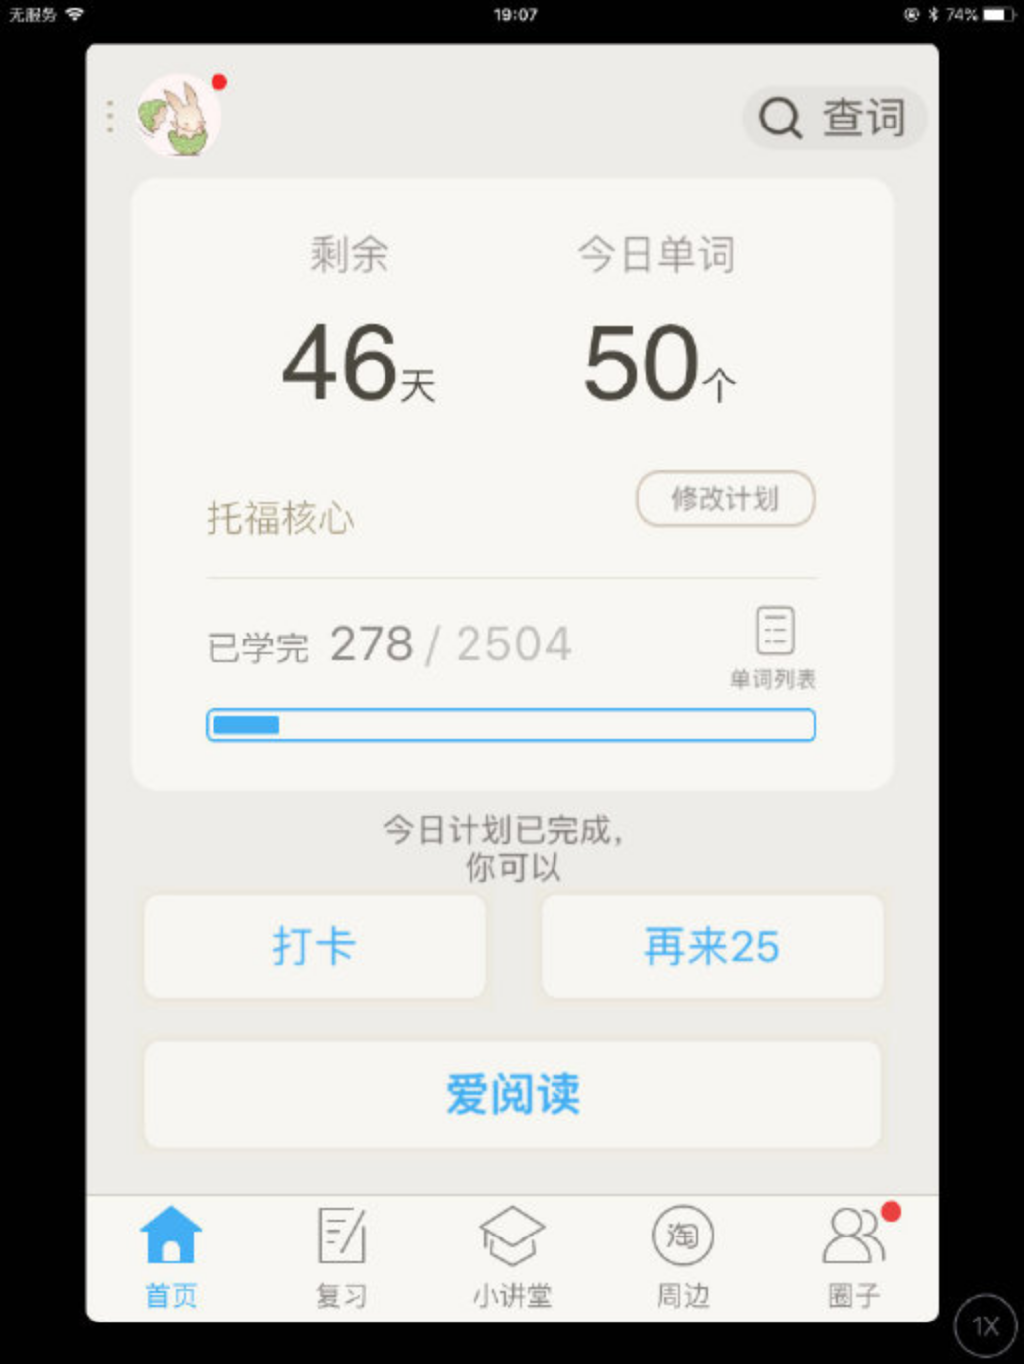 无服务 19:07 74%
查词
剩余 今日单词
46天 50个
托福核心 修改计划
已学完 278 / 2504
单词列表
今日计划已完成,
你可以
打卡 再来25
爱阅读
淘
首页 复习 小讲堂 周边 圈子
1X